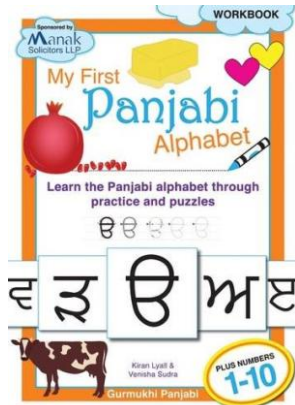 WORKBOOK
Sponsored by
Manak
Solicitors LLP
My First
Panjabi
Alphabet
Learn the Panjabi alphabet through
practice and puzzles
ੳ ੳ ੳ ੳ ੳ
ਵ ੜ ੳ ਅ ੲ
Kiran Lyall &
Venisha Sudra
PLUS NUMBERS
1-10
Gurmukhi Panjabi